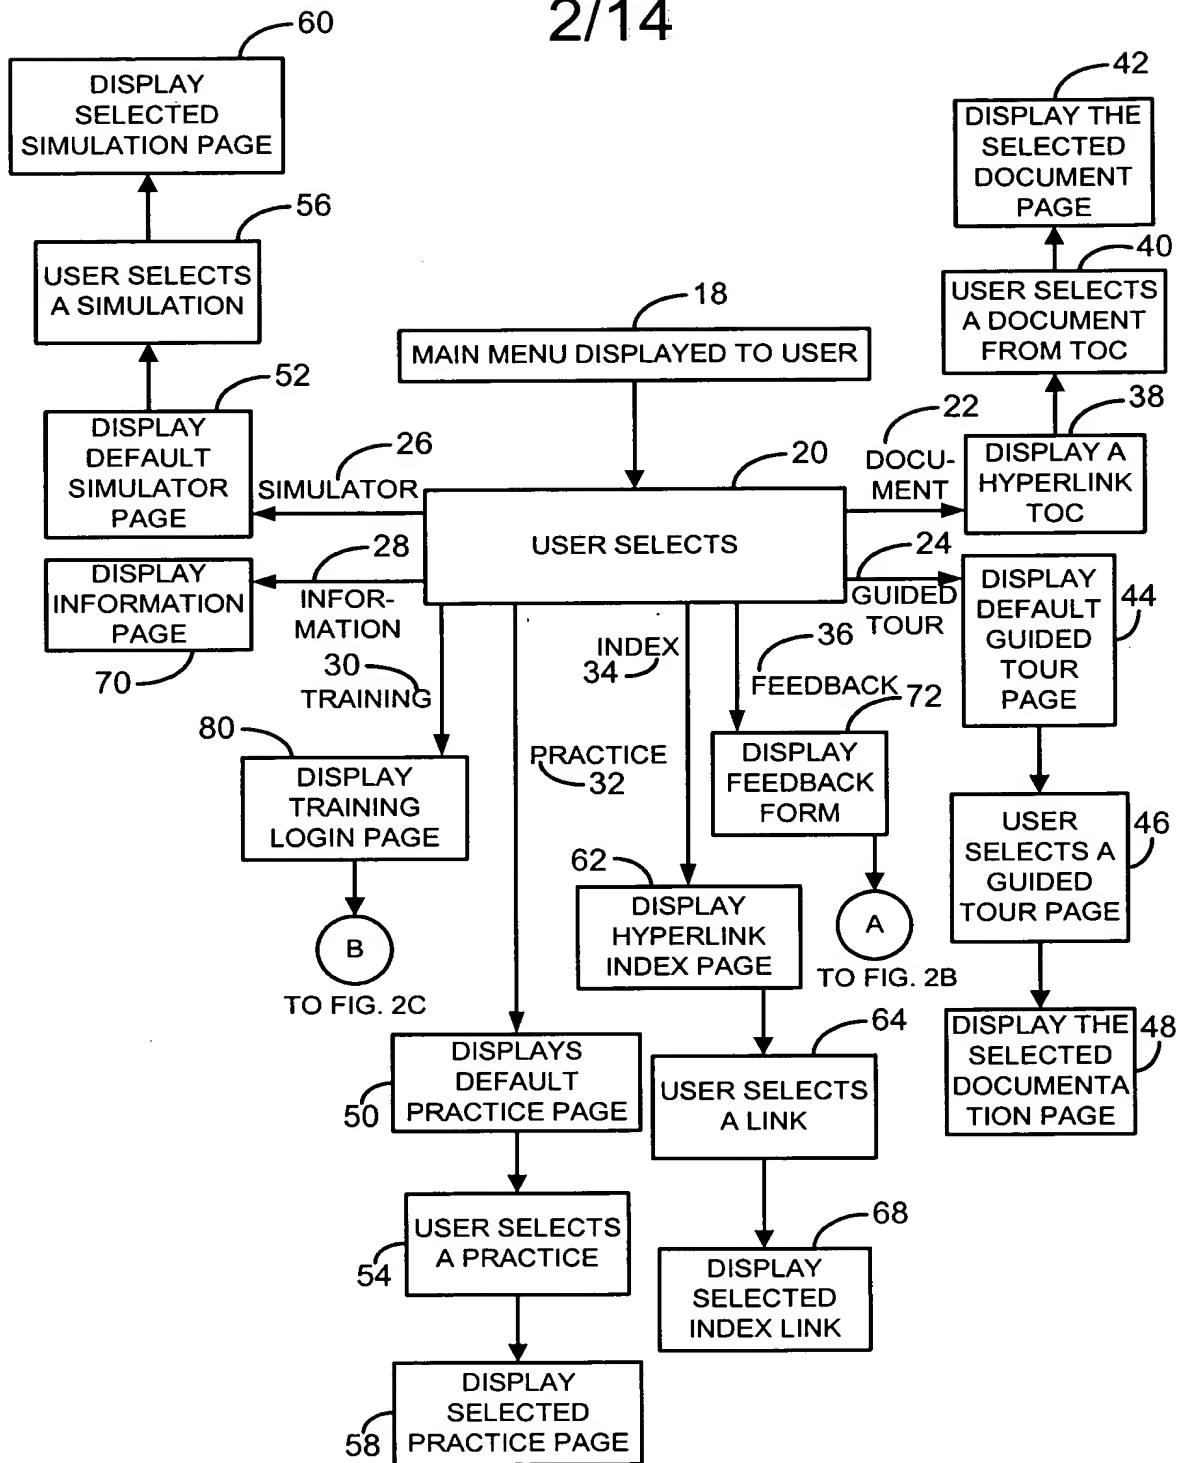 2/14
60
DISPLAY
SELECTED
SIMULATION PAGE
56
USER SELECTS
A SIMULATION
52
DISPLAY
DEFAULT
SIMULATOR
PAGE
26
SIMULATOR
28
INFOR-
MATION
DISPLAY
INFORMATION
PAGE
70
18
MAIN MENU DISPLAYED TO USER
20
USER SELECTS
42
DISPLAY THE
SELECTED
DOCUMENT
PAGE
40
USER SELECTS
A DOCUMENT
FROM TOC
38
DISPLAY A
HYPERLINK
TOC
22
DOCU-
MENT
24
GUIDED
TOUR
DISPLAY
DEFAULT
GUIDED
TOUR
PAGE
44
USER
SELECTS A
GUIDED
TOUR PAGE
46
DISPLAY THE
SELECTED
DOCUMENTA
TION PAGE
48
30
TRAINING
80
DISPLAY
TRAINING
LOGIN PAGE
B
TO FIG. 2C
PRACTICE
32
DISPLAYS
DEFAULT
PRACTICE PAGE
50
USER SELECTS
A PRACTICE
54
DISPLAY
SELECTED
PRACTICE PAGE
58
INDEX
34
62
DISPLAY
HYPERLINK
INDEX PAGE
64
USER SELECTS
A LINK
68
DISPLAY
SELECTED
INDEX LINK
36
FEEDBACK
72
DISPLAY
FEEDBACK
FORM
A
TO FIG. 2B